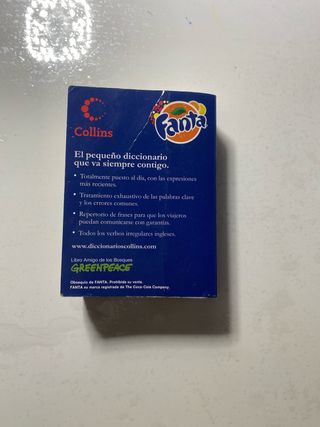 Collins
Fanta
El pequeño diccionario
que va siempre contigo.
• Totalmente puesto al día, con las expresiones
más recientes.
• Tratamiento exhaustivo de las palabras clave
y los errores comunes.
• Repertorio de frases para que los viajeros
puedan comunicarse con garantías.
• Todos los verbos irregulares ingleses.
www.diccionarioscollins.com
Libro Amigo de los Bosques
GREENPEACE
Obsequio de FANTA. Prohibida su venta.
FANTA es marca registrada de The Coca-Cola Company.